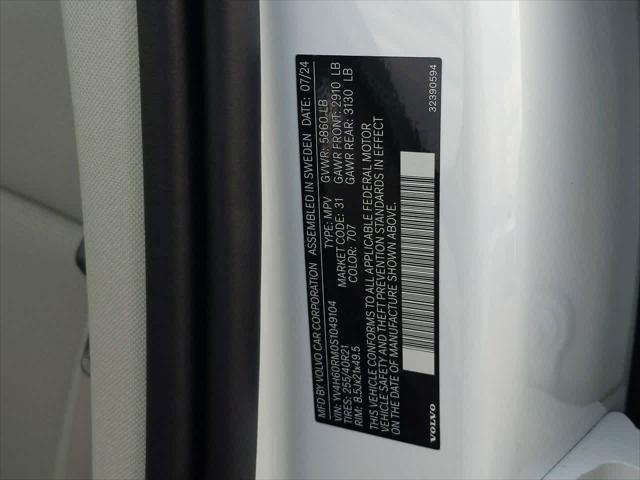 MFD BY VOLVO CAR CORPORATION ASSEMBLED IN SWEDEN DATE: 07/24
VIN: YV4H60RM0S1049104 TYPE: MPV GVWR: 5860 LB
TIRES: 255/40R21 MARKET CODE: 31 GAWR FRONT: 2910 LB
RIM: 8.5Jx21x49.5 COLOR: 707 GAWR REAR: 3130 LB
THIS VEHICLE CONFORMS TO ALL APPLICABLE FEDERAL MOTOR
VEHICLE SAFETY AND THEFT PREVENTION STANDARDS IN EFFECT
ON THE DATE OF MANUFACTURE SHOWN ABOVE.
VOLVO 32390594